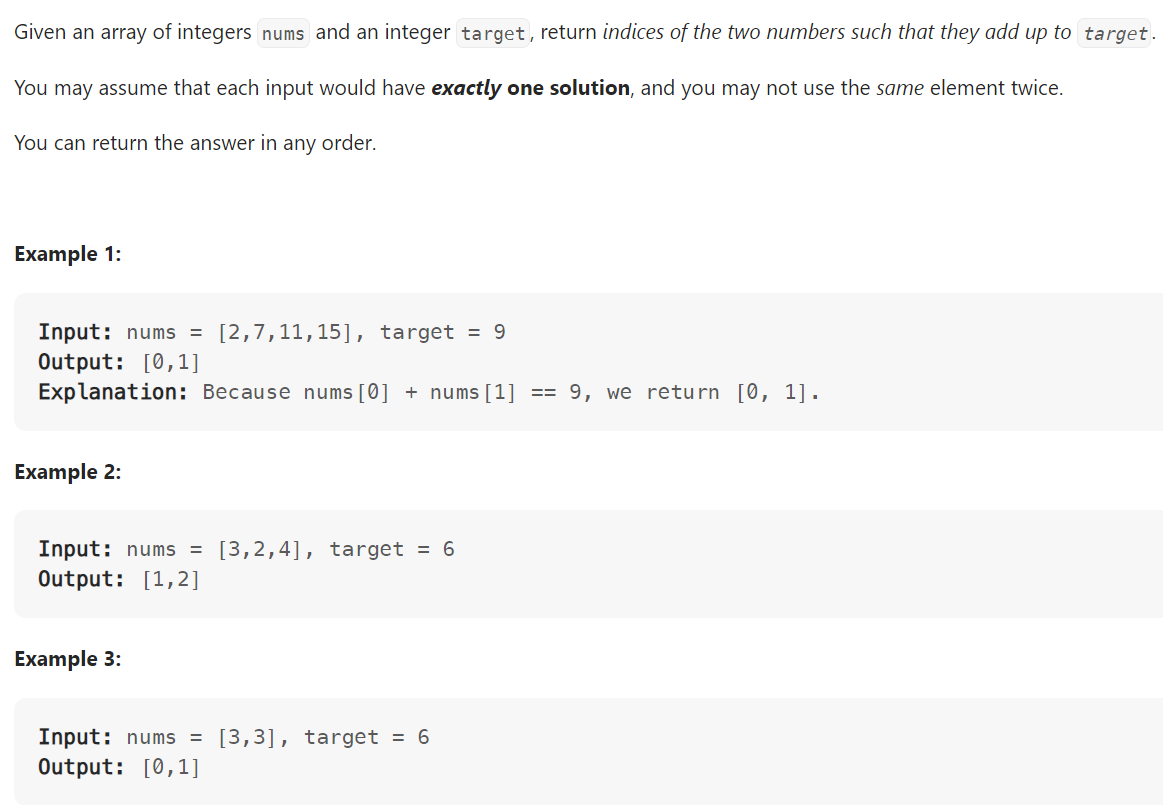 Given an array of integers nums and an integer target, return indices of the two numbers such that they add up to target.
You may assume that each input would have exactly one solution, and you may not use the same element twice.
You can return the answer in any order.
Example 1:
Input: nums = [2,7,11,15], target = 9
Output: [0,1]
Explanation: Because nums[0] + nums[1] == 9, we return [0, 1].
Example 2:
Input: nums = [3,2,4], target = 6
Output: [1,2]
Example 3:
Input: nums = [3,3], target = 6
Output: [0,1]